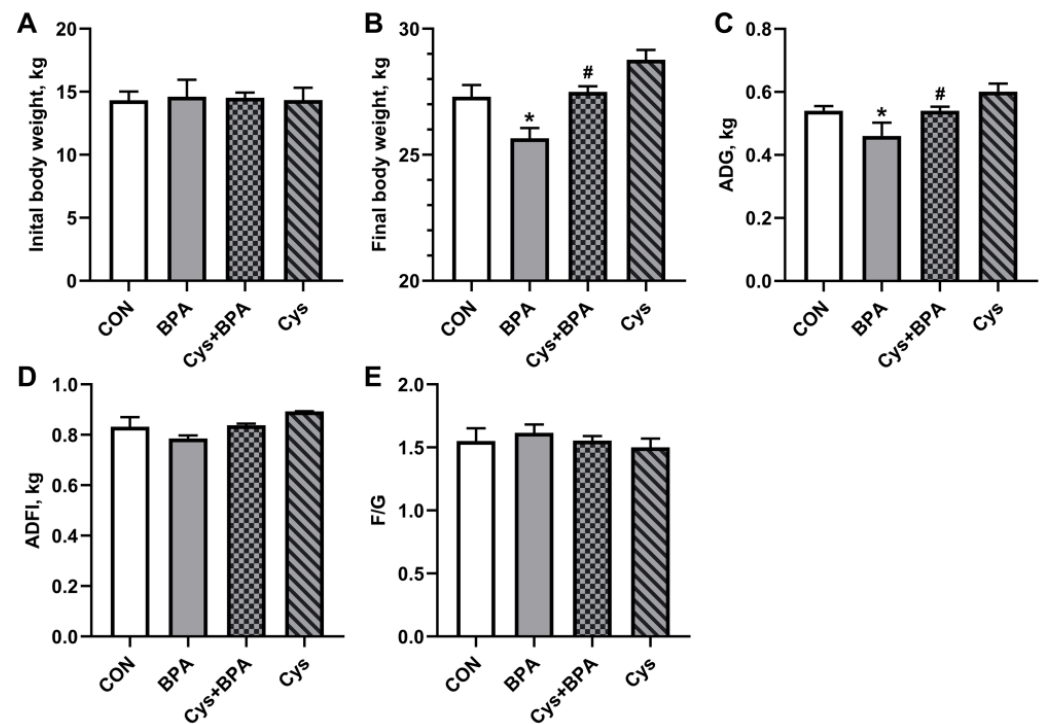 A
Inital body weight, kg
20
15
10
5
0
CON
BPA
Cys+BPA
Cys
B
Final body weight, kg
30
25
20
*
#
CON
BPA
Cys+BPA
Cys
C
ADG, kg
0.8
0.6
0.4
0.2
0.0
*
#
CON
BPA
Cys+BPA
Cys
D
ADFI, kg
1.0
0.8
0.6
0.4
0.2
0.0
CON
BPA
Cys+BPA
Cys
E
F/G
2.0
1.5
1.0
0.5
0.0
CON
BPA
Cys+BPA
Cys